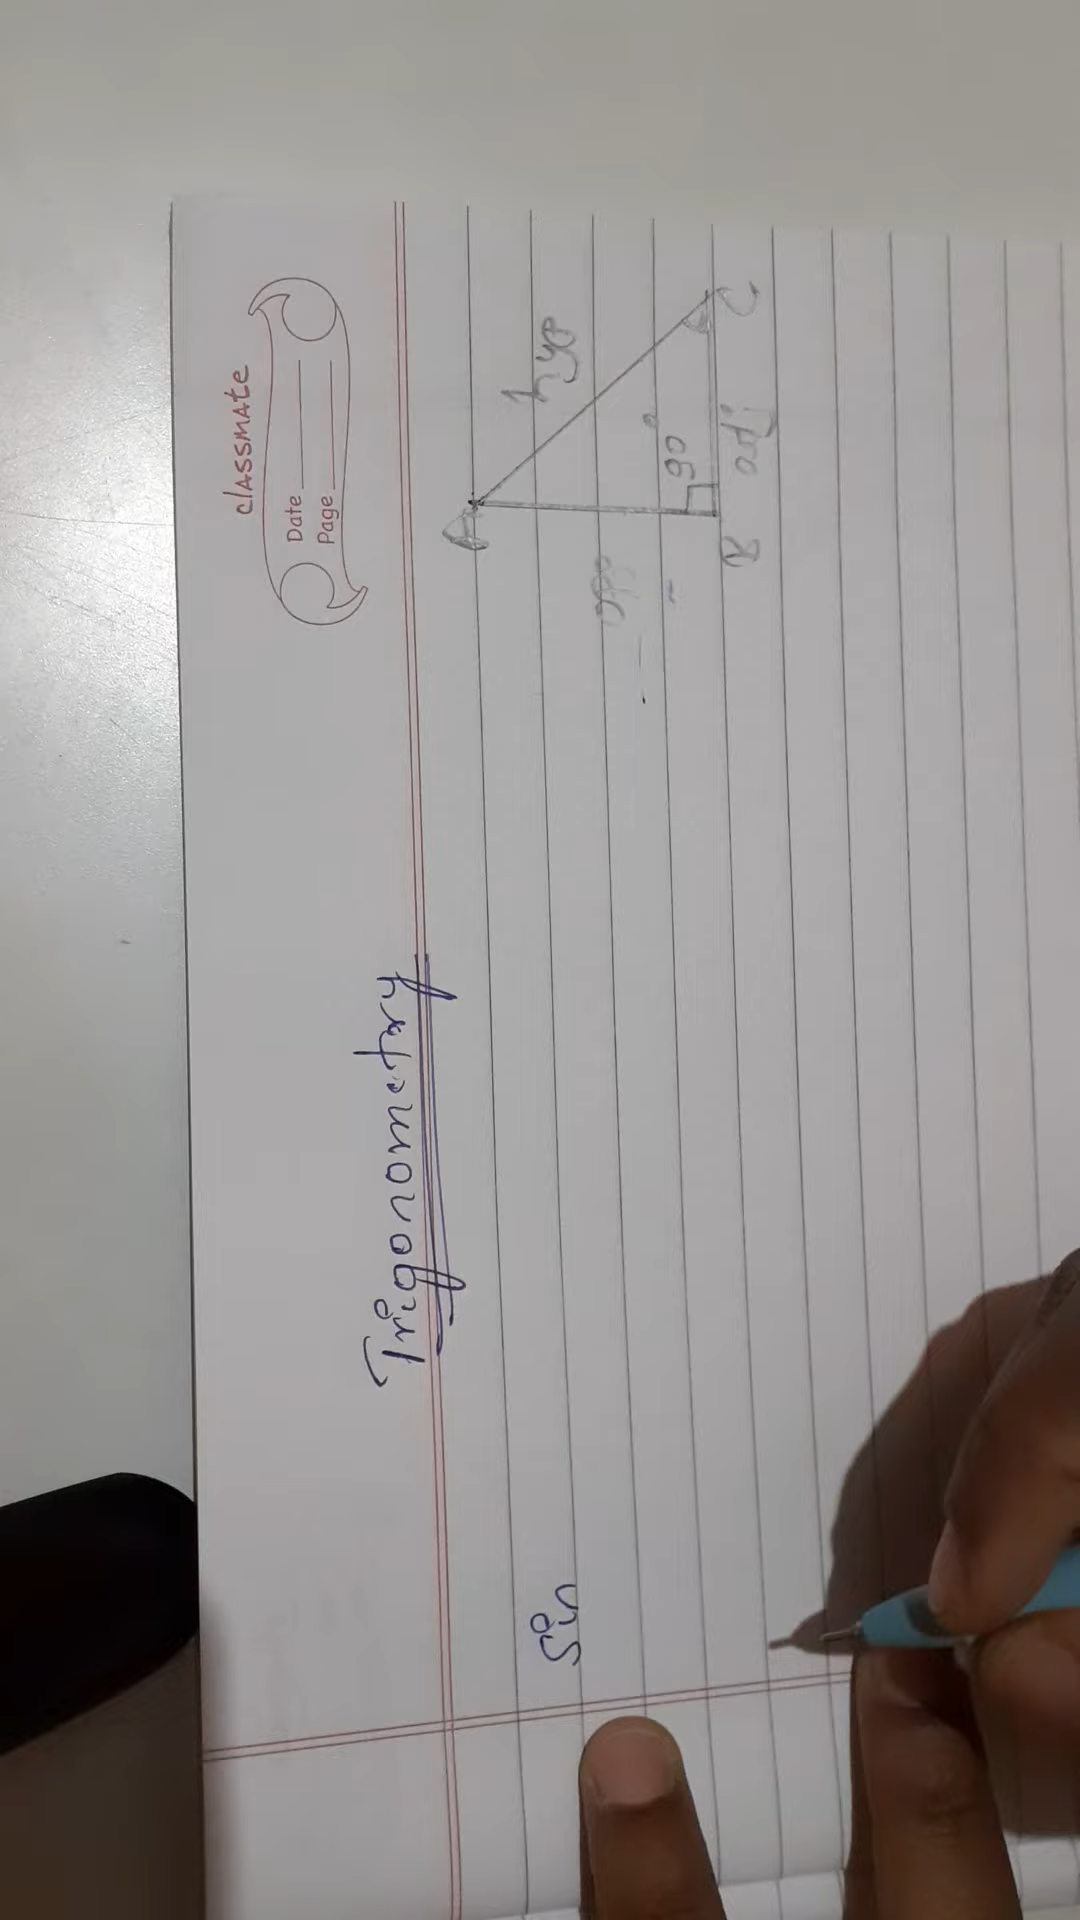 classmate
Date
Page
Trigonometry
A
hyp
opp
90°
Sin
B
adj
C